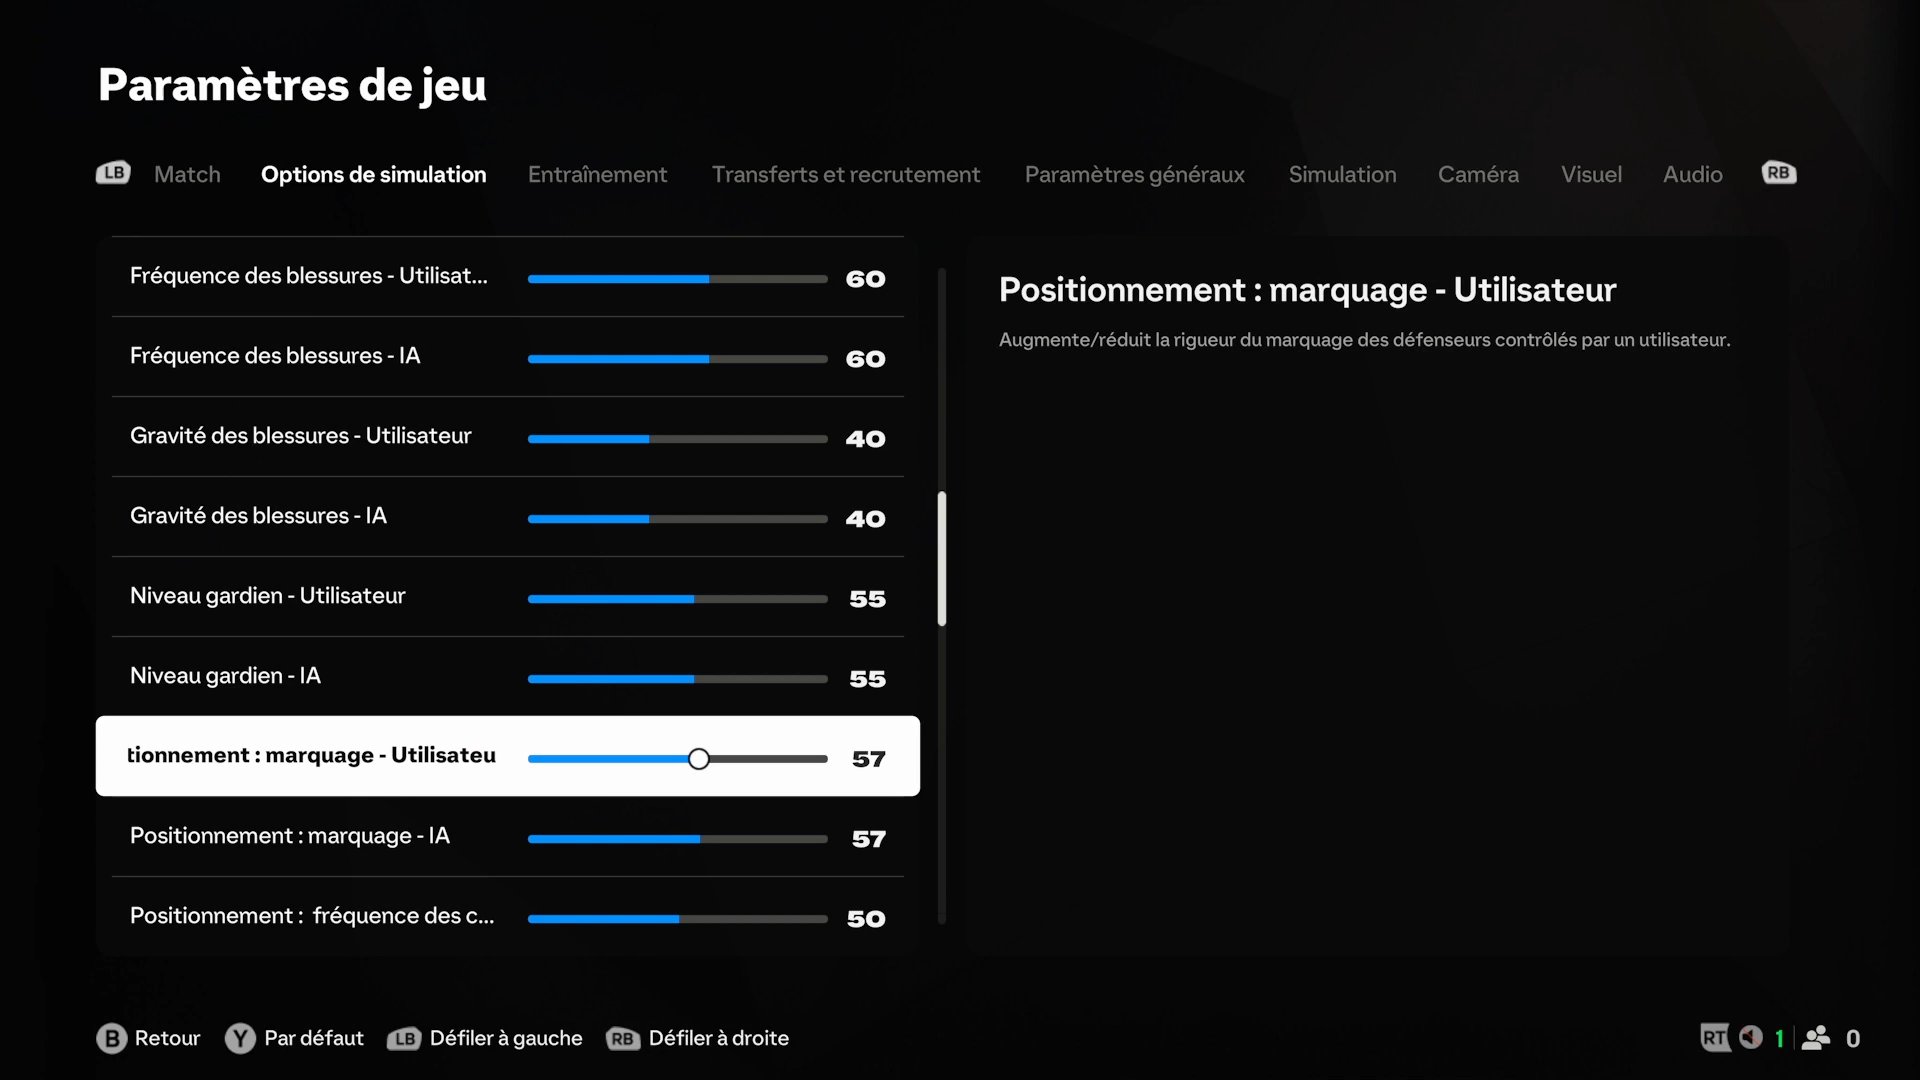 Paramètres de jeu
LB Match Options de simulation Entraînement Transferts et recrutement Paramètres généraux Simulation Caméra Visuel Audio RB
Fréquence des blessures - Utilisat... 60
Fréquence des blessures - IA 60
Gravité des blessures - Utilisateur 40
Gravité des blessures - IA 40
Niveau gardien - Utilisateur 55
Niveau gardien - IA 55
tionnement : marquage - Utilisateu 57
Positionnement : marquage - IA 57
Positionnement : fréquence des c... 50
Positionnement : marquage - Utilisateur
Augmente/réduit la rigueur du marquage des défenseurs contrôlés par un utilisateur.
B Retour Y Par défaut LB Défiler à gauche RB Défiler à droite
RT 1 0